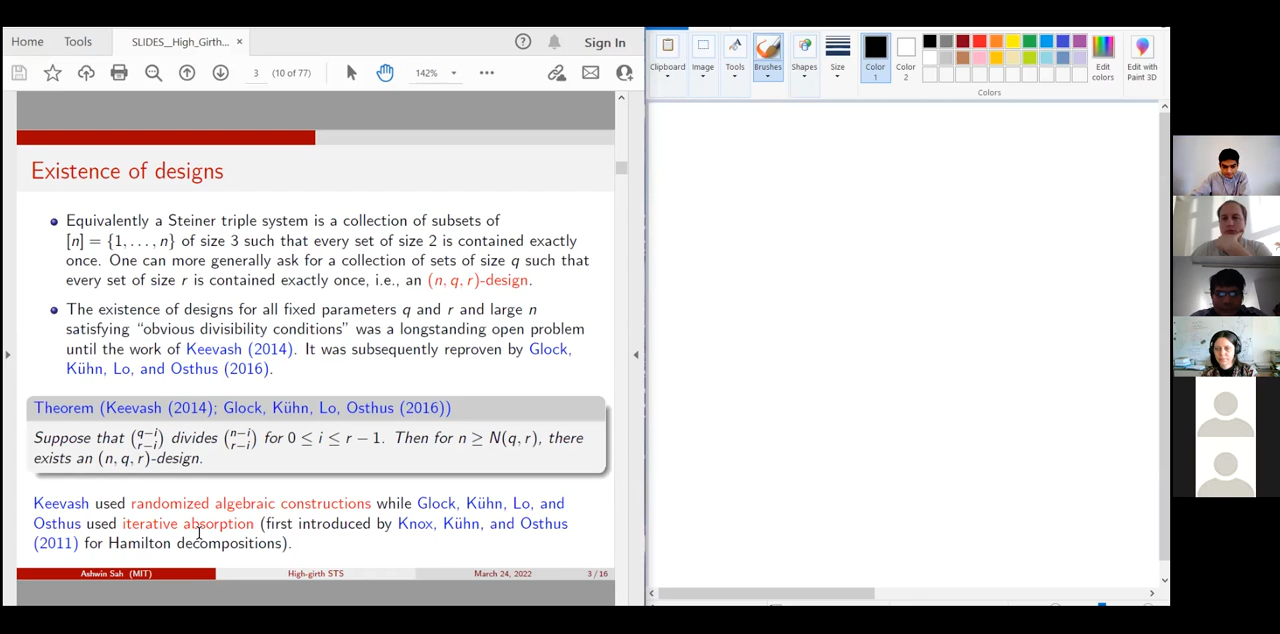 Home
Tools
SLIDES__High_Girth... ×
Sign In
3 (10 of 77)
142%
Existence of designs
Equivalently a Steiner triple system is a collection of subsets of
[n] = {1, . . . , n} of size 3 such that every set of size 2 is contained exactly
once. One can more generally ask for a collection of sets of size q such that
every set of size r is contained exactly once, i.e., an (n, q, r)-design.
The existence of designs for all fixed parameters q and r and large n
satisfying “obvious divisibility conditions” was a longstanding open problem
until the work of Keevash (2014). It was subsequently reproven by Glock,
Kühn, Lo, and Osthus (2016).
Theorem (Keevash (2014); Glock, Kühn, Lo, Osthus (2016))
Suppose that (q−i r−i) divides (n−i r−i) for 0 ≤ i ≤ r − 1. Then for n ≥ N(q, r), there
exists an (n, q, r)-design.
Keevash used randomized algebraic constructions while Glock, Kühn, Lo, and
Osthus used iterative absorption (first introduced by Knox, Kühn, and Osthus
(2011) for Hamilton decompositions).
Ashwin Sah (MIT)
High-girth STS
March 24, 2022
3 / 16
Clipboard
Image
Tools
Brushes
Shapes
Size
Color
1
Color
2
Edit
colors
Edit with
Paint 3D
Colors